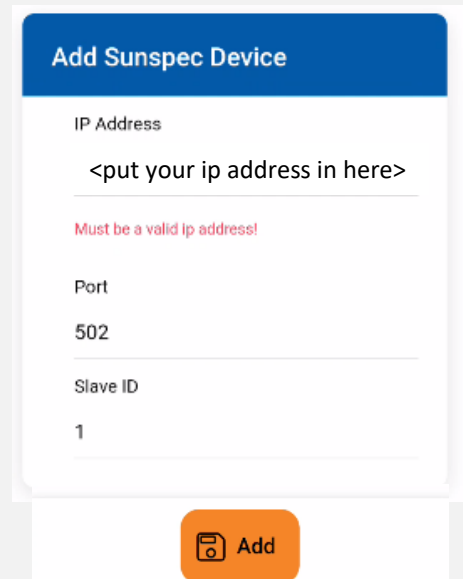 Add Sunspec Device
IP Address
<put your ip address in here>
Must be a valid ip address!
Port
502
Slave ID
1
Add